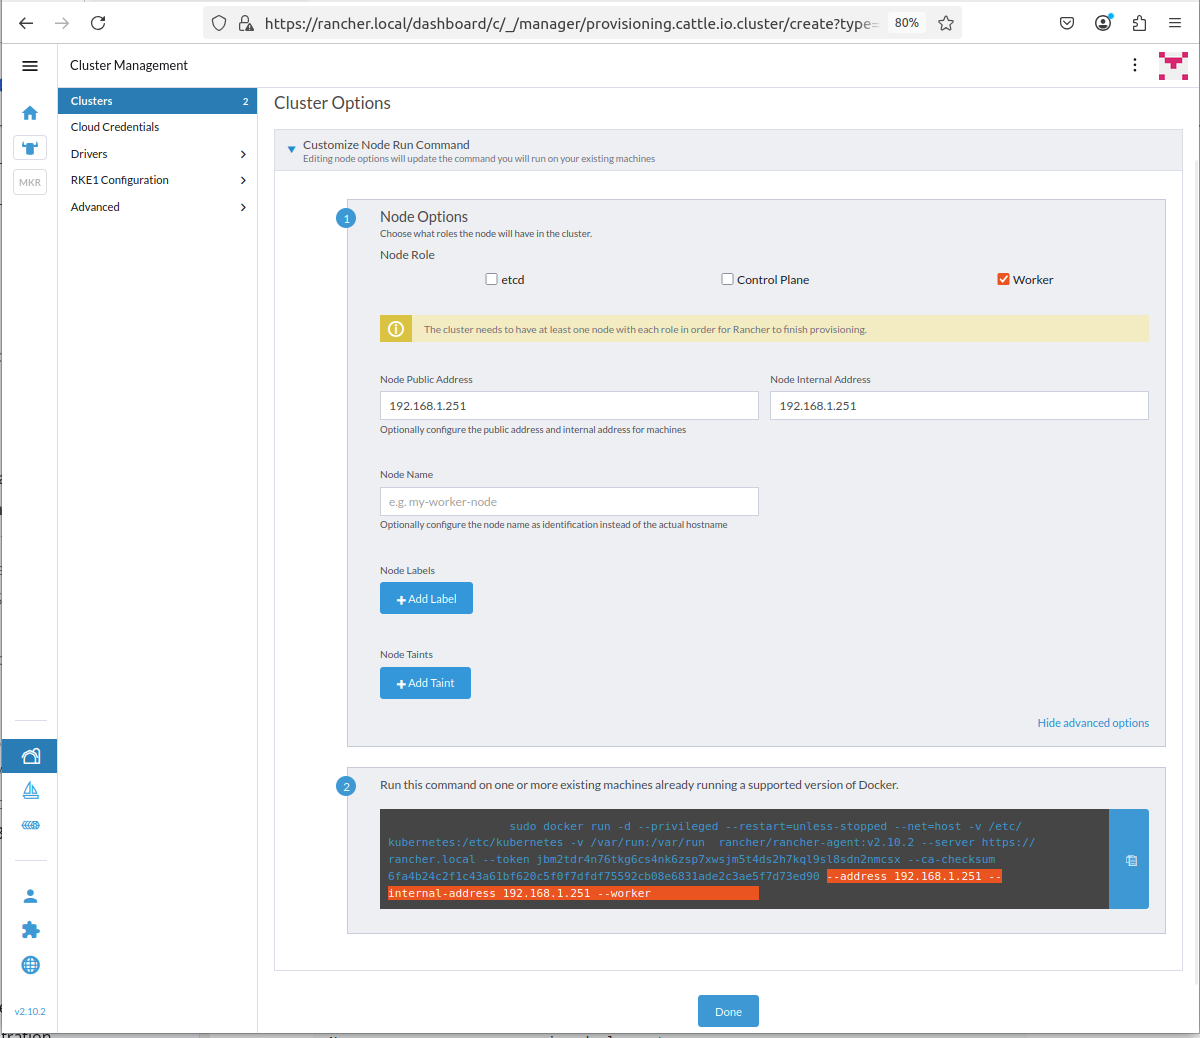 https://rancher.local/dashboard/c/_/manager/provisioning.cattle.io.cluster/create?type=
80%
Cluster Management
Clusters 2
Cloud Credentials
Drivers
RKE1 Configuration
Advanced
MKR
v2.10.2
Cluster Options
Customize Node Run Command
Editing node options will update the command you will run on your existing machines
1
Node Options
Choose what roles the node will have in the cluster.
Node Role
etcd Control Plane Worker
The cluster needs to have at least one node with each role in order for Rancher to finish provisioning.
Node Public Address Node Internal Address
192.168.1.251 192.168.1.251
Optionally configure the public address and internal address for machines
Node Name
e.g. my-worker-node
Optionally configure the node name as identification instead of the actual hostname
Node Labels
Add Label
Node Taints
Add Taint
Hide advanced options
2
Run this command on one or more existing machines already running a supported version of Docker.
sudo docker run -d --privileged --restart=unless-stopped --net=host -v /etc/
kubernetes:/etc/kubernetes -v /var/run:/var/run rancher/rancher-agent:v2.10.2 --server https://
rancher.local --token jbm2tdr4n76tkg6cs4nk6zsp7xwsjm5t4ds2h7kql9sl8sdn2nmcsx --ca-checksum
6fa4b24c2f1c43a61bf620c5f0f7dfdf75592cb08e6831ade2c3ae5f7d73ed90 --address 192.168.1.251 --
internal-address 192.168.1.251 --worker
Done